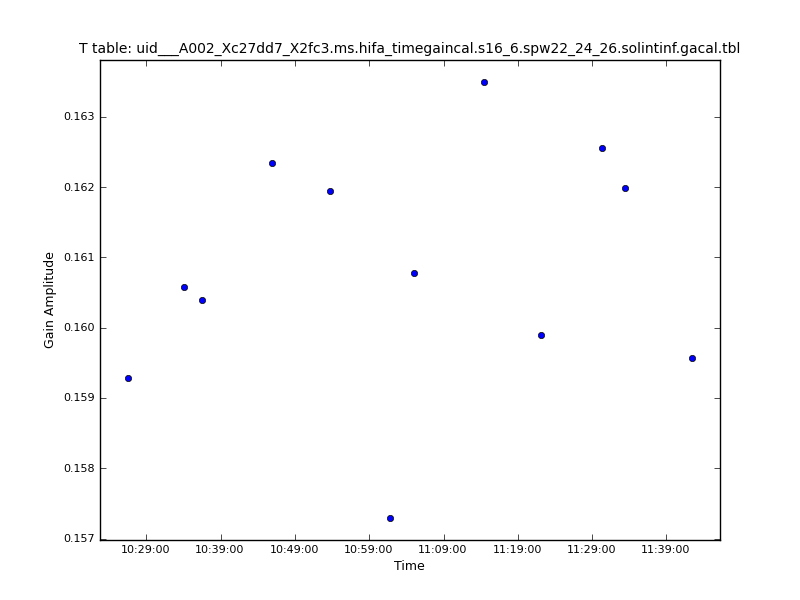 T table: uid___A002_Xc27dd7_X2fc3.ms.hifa_timegaincal.s16_6.spw22_24_26.solintinf.gacal.tbl
0.163
0.162
0.161
0.160
0.159
0.158
0.157
Gain Amplitude
10:29:00 10:39:00 10:49:00 10:59:00 11:09:00 11:19:00 11:29:00 11:39:00
Time